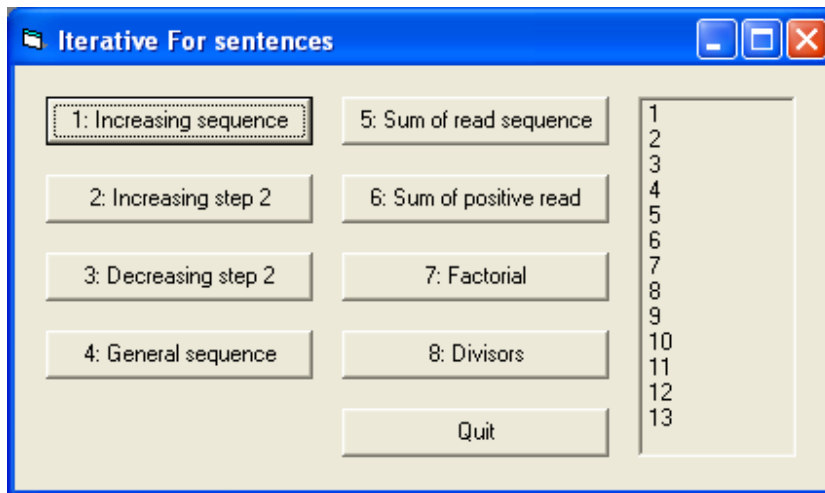 Iterative For sentences
1: Increasing sequence
2: Increasing step 2
3: Decreasing step 2
4: General sequence
5: Sum of read sequence
6: Sum of positive read
7: Factorial
8: Divisors
Quit
1
2
3
4
5
6
7
8
9
10
11
12
13